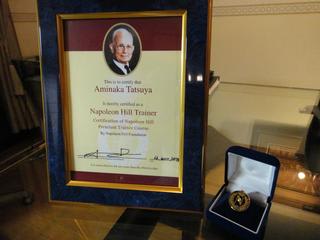 This is to certify that
Aminaka Tatsuya
is hereby certified as a
Napoleon Hill Trainer
Certification of Napoleon Hill
Premium Trainer Course
By Napoleon Hill Foundation